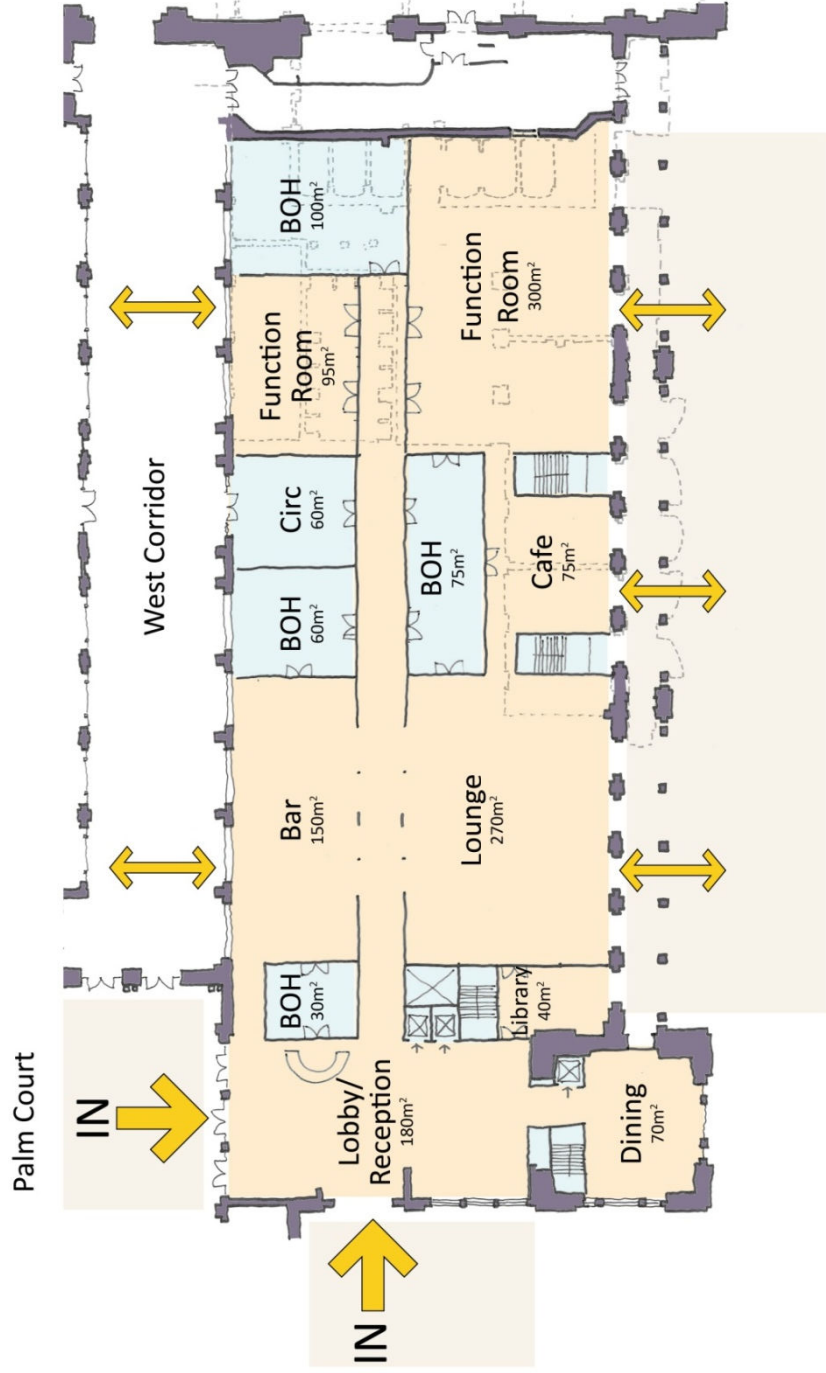 Palm Court
IN
IN
West Corridor
Lobby/
Reception
180m²
Dining
70m²
BOH
30m²
Library
40m²
Bar
150m²
Lounge
270m²
BOH
60m²
Circ
60m²
BOH
75m²
Cafe
75m²
Function
Room
95m²
Function
Room
300m²
BOH
100m²